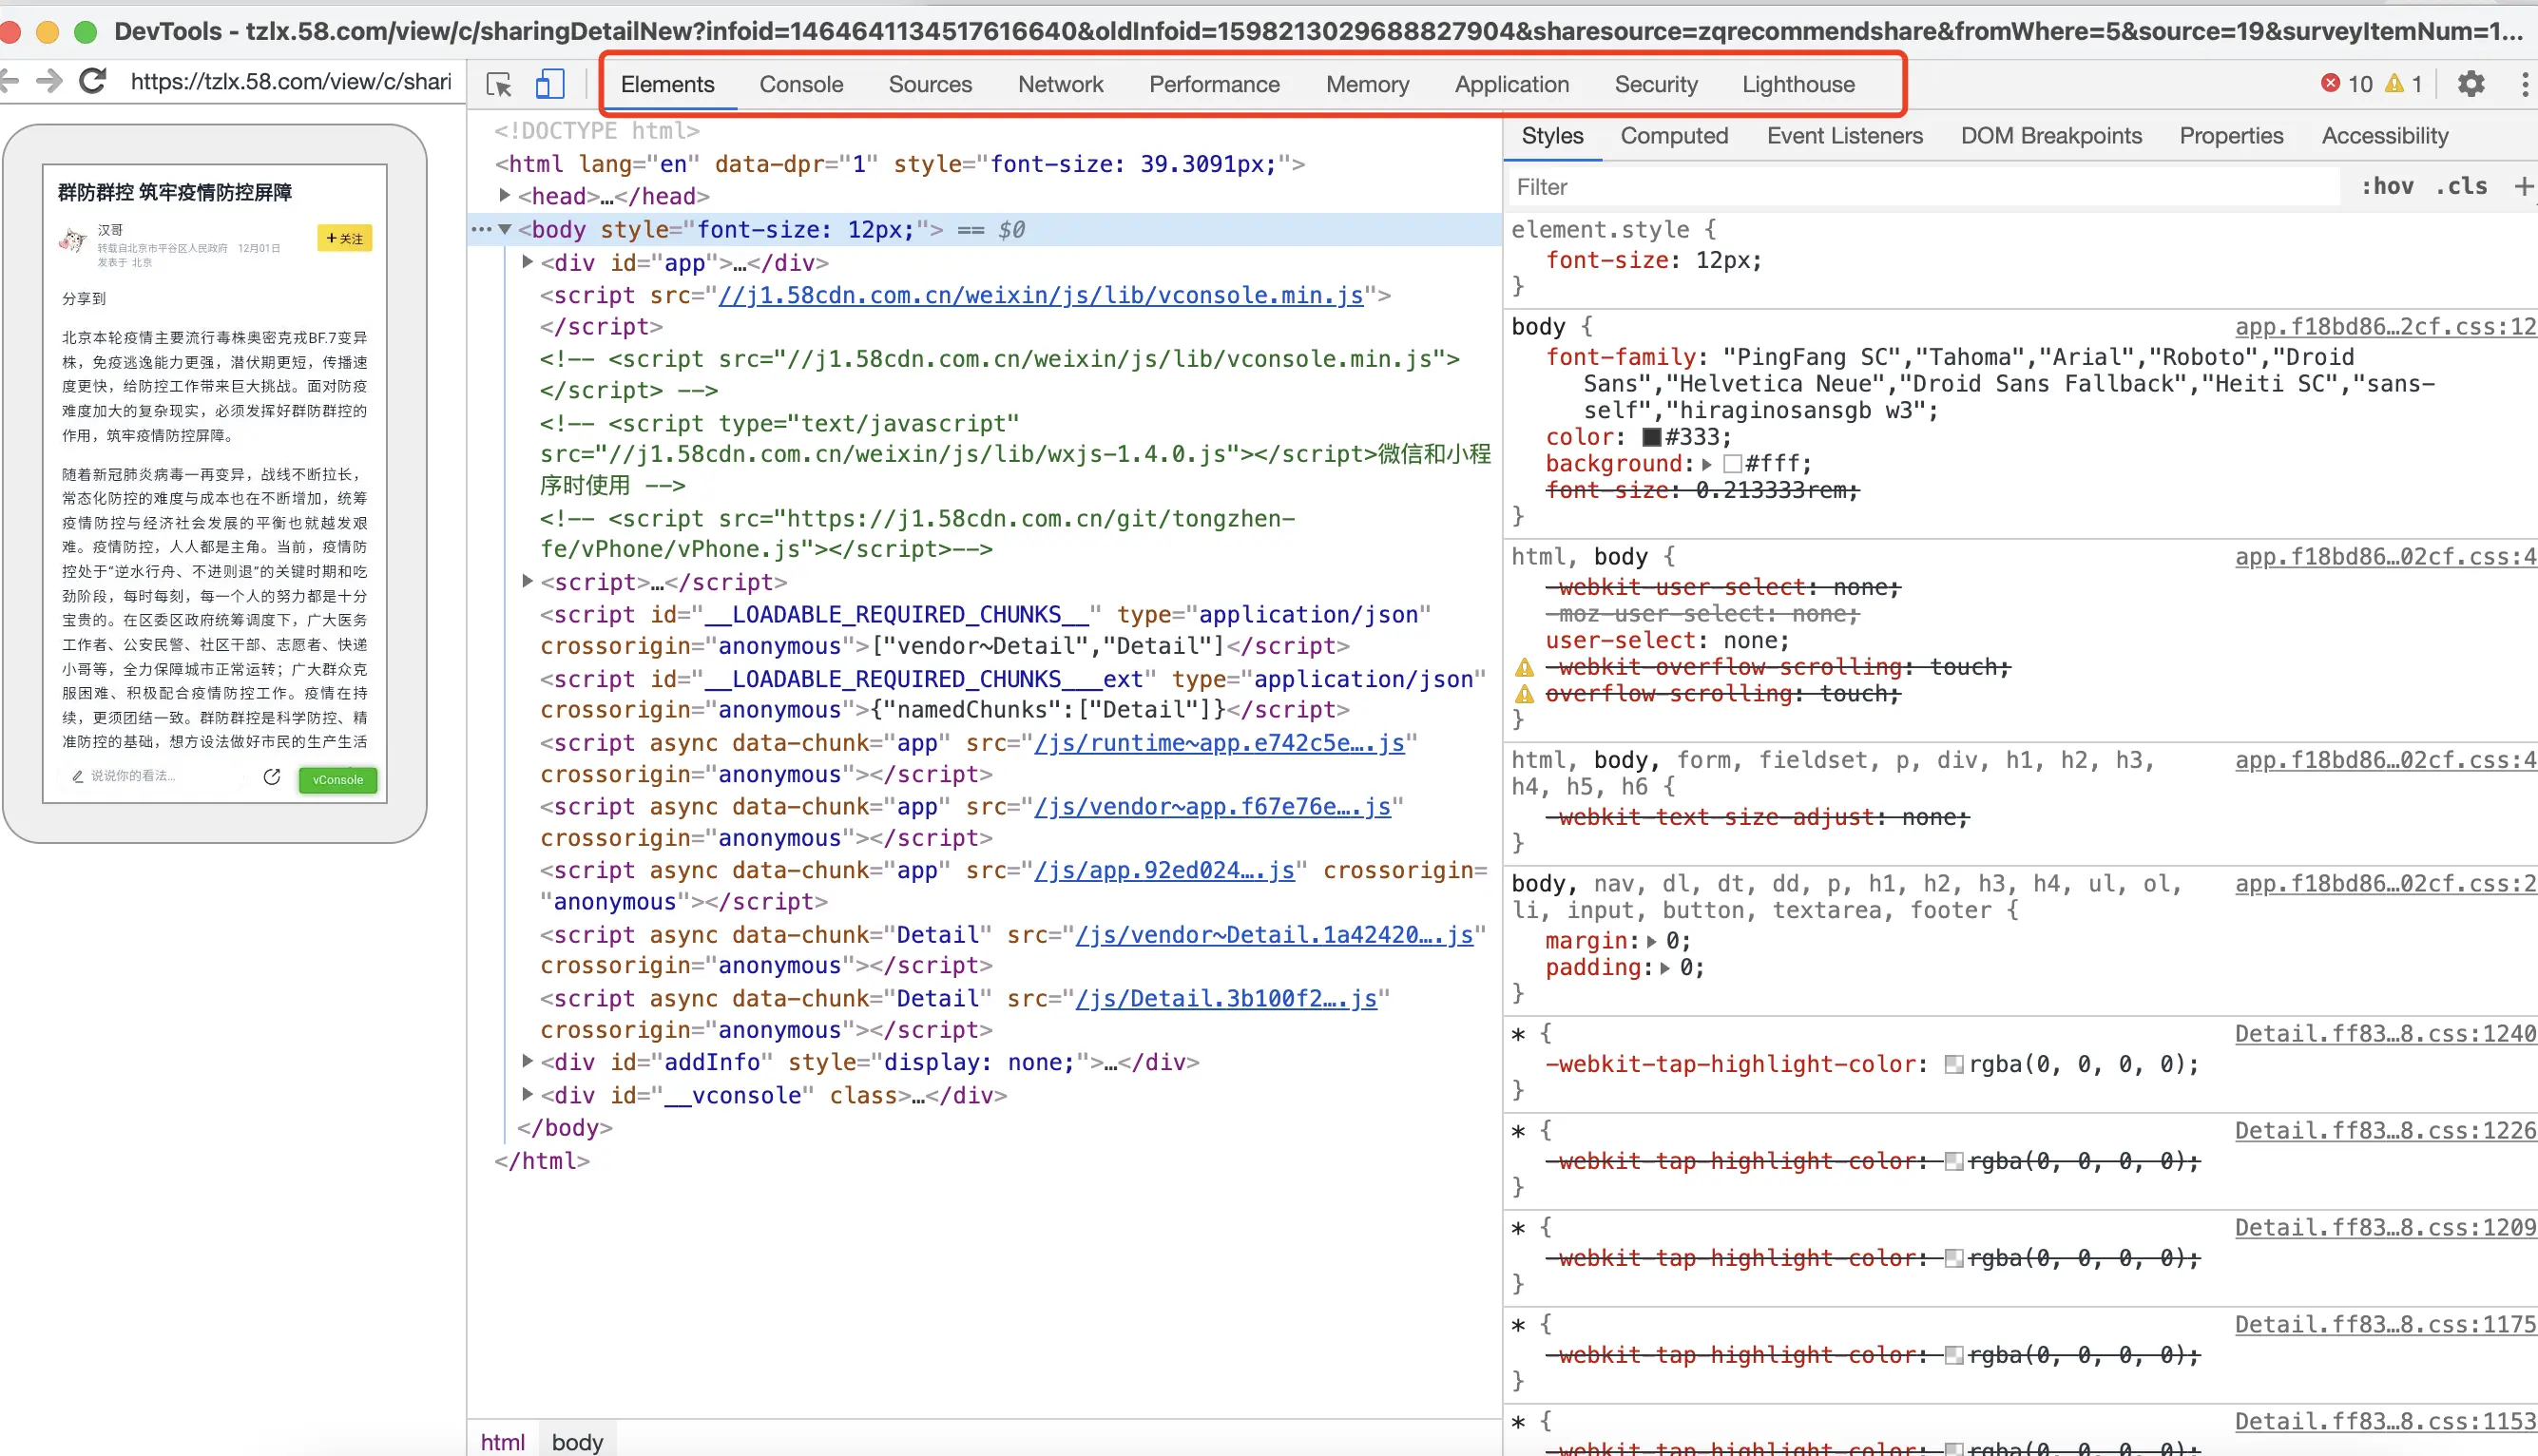 DevTools - tzlx.58.com/view/c/sharingDetailNew?infoid=1464641134517616640&oldInfoid=1598213029688827904&sharesource=zqrecommendshare&fromWhere=5&source=19&surveyItemNum=1...
https://tzlx.58.com/view/c/shari
Elements Console Sources Network Performance Memory Application Security Lighthouse
10 1
群防群控 筑牢疫情防控屏障
汉哥
转载自北京市平谷区人民政府 12月01日
发表于 北京
+关注
分享到
北京本轮疫情主要流行毒株奥密克戎BF.7变异
株，免疫逃逸能力更强，潜伏期更短，传播速
度更快，给防控工作带来巨大挑战。面对防疫
难度加大的复杂现实，必须发挥好群防群控的
作用，筑牢疫情防控屏障。
随着新冠肺炎病毒一再变异，战线不断拉长，
常态化防控的难度与成本也在不断增加，统筹
疫情防控与经济社会发展的平衡也就越发艰
难。疫情防控，人人都是主角。当前，疫情防
控处于“逆水行舟、不进则退”的关键时期和吃
劲阶段，每时每刻，每一个人的努力都是十分
宝贵的。在区委区政府统筹调度下，广大医务
工作者、公安民警、社区干部、志愿者、快递
小哥等，全力保障城市正常运转；广大群众克
服困难、积极配合疫情防控工作。疫情在持
续，更须团结一致。群防群控是科学防控、精
准防控的基础，想方设法做好市民的生产生活
说说你的看法...
vConsole
<!DOCTYPE html>
<html lang="en" data-dpr="1" style="font-size: 39.3091px;">
<head>…</head>
<body style="font-size: 12px;"> == $0
<div id="app">…</div>
<script src="//j1.58cdn.com.cn/weixin/js/lib/vconsole.min.js">
</script>
<!-- <script src="//j1.58cdn.com.cn/weixin/js/lib/vconsole.min.js">
</script> -->
<!-- <script type="text/javascript"
src="//j1.58cdn.com.cn/weixin/js/lib/wxjs-1.4.0.js"></script>微信和小程
序时使用 -->
<!-- <script src="https://j1.58cdn.com.cn/git/tongzhen-
fe/vPhone/vPhone.js"></script>-->
<script>…</script>
<script id="__LOADABLE_REQUIRED_CHUNKS__" type="application/json"
crossorigin="anonymous">["vendor~Detail","Detail"]</script>
<script id="__LOADABLE_REQUIRED_CHUNKS___ext" type="application/json"
crossorigin="anonymous">{"namedChunks":["Detail"]}</script>
<script async data-chunk="app" src="/js/runtime~app.e742c5e….js"
crossorigin="anonymous"></script>
<script async data-chunk="app" src="/js/vendor~app.f67e76e….js"
crossorigin="anonymous"></script>
<script async data-chunk="app" src="/js/app.92ed024….js" crossorigin=
"anonymous"></script>
<script async data-chunk="Detail" src="/js/vendor~Detail.1a42420….js"
crossorigin="anonymous"></script>
<script async data-chunk="Detail" src="/js/Detail.3b100f2….js"
crossorigin="anonymous"></script>
<div id="addInfo" style="display: none;">…</div>
<div id="__vconsole" class>…</div>
</body>
</html>
html body
Styles Computed Event Listeners DOM Breakpoints Properties Accessibility
Filter :hov .cls +
element.style {
font-size: 12px;
}
body { app.f18bd86…2cf.css:12
font-family: "PingFang SC","Tahoma","Arial","Roboto","Droid
Sans","Helvetica Neue","Droid Sans Fallback","Heiti SC","sans-
self","hiraginosansgb w3";
color: #333;
background: #fff;
font-size: 0.213333rem;
}
html, body { app.f18bd86…02cf.css:4
-webkit-user-select: none;
-moz-user-select: none;
user-select: none;
-webkit-overflow-scrolling: touch;
overflow-scrolling: touch;
}
html, body, form, fieldset, p, div, h1, h2, h3, app.f18bd86…02cf.css:4
h4, h5, h6 {
-webkit-text-size-adjust: none;
}
body, nav, dl, dt, dd, p, h1, h2, h3, h4, ul, ol, app.f18bd86…02cf.css:2
li, input, button, textarea, footer {
margin: 0;
padding: 0;
}
* { Detail.ff83…8.css:1240
-webkit-tap-highlight-color: rgba(0, 0, 0, 0);
}
* { Detail.ff83…8.css:1226
-webkit-tap-highlight-color: rgba(0, 0, 0, 0);
}
* { Detail.ff83…8.css:1209
-webkit-tap-highlight-color: rgba(0, 0, 0, 0);
}
* { Detail.ff83…8.css:1175
-webkit-tap-highlight-color: rgba(0, 0, 0, 0);
}
* { Detail.ff83…8.css:1153
-webkit-tap-highlight-color: rgba(0, 0, 0, 0);